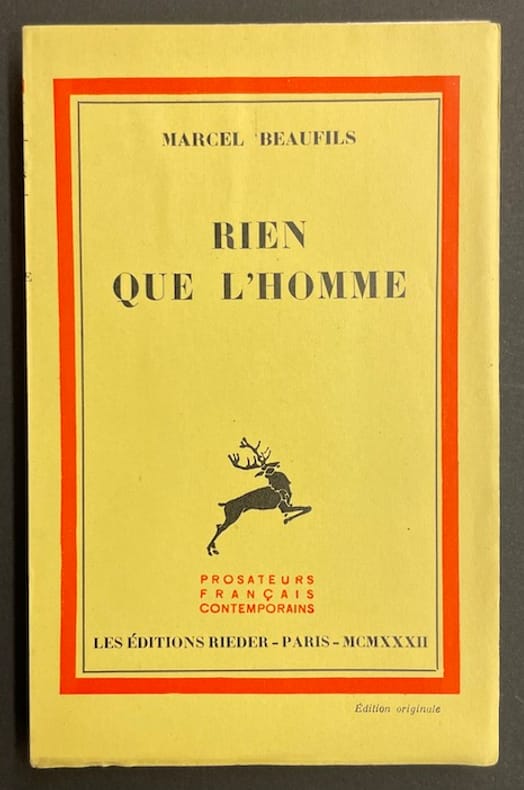 MARCEL BEAUFILS
RIEN
QUE L'HOMME
PROSATEURS
FRANÇAIS
CONTEMPORAINS
LES ÉDITIONS RIEDER – PARIS – MCMXXXII
Édition originale